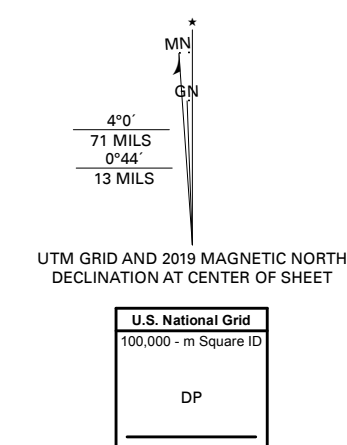 ★
MN
GN
4°0´
71 MILS
0°44´
13 MILS
UTM GRID AND 2019 MAGNETIC NORTH
DECLINATION AT CENTER OF SHEET
U.S. National Grid
100,000 - m Square ID
DP